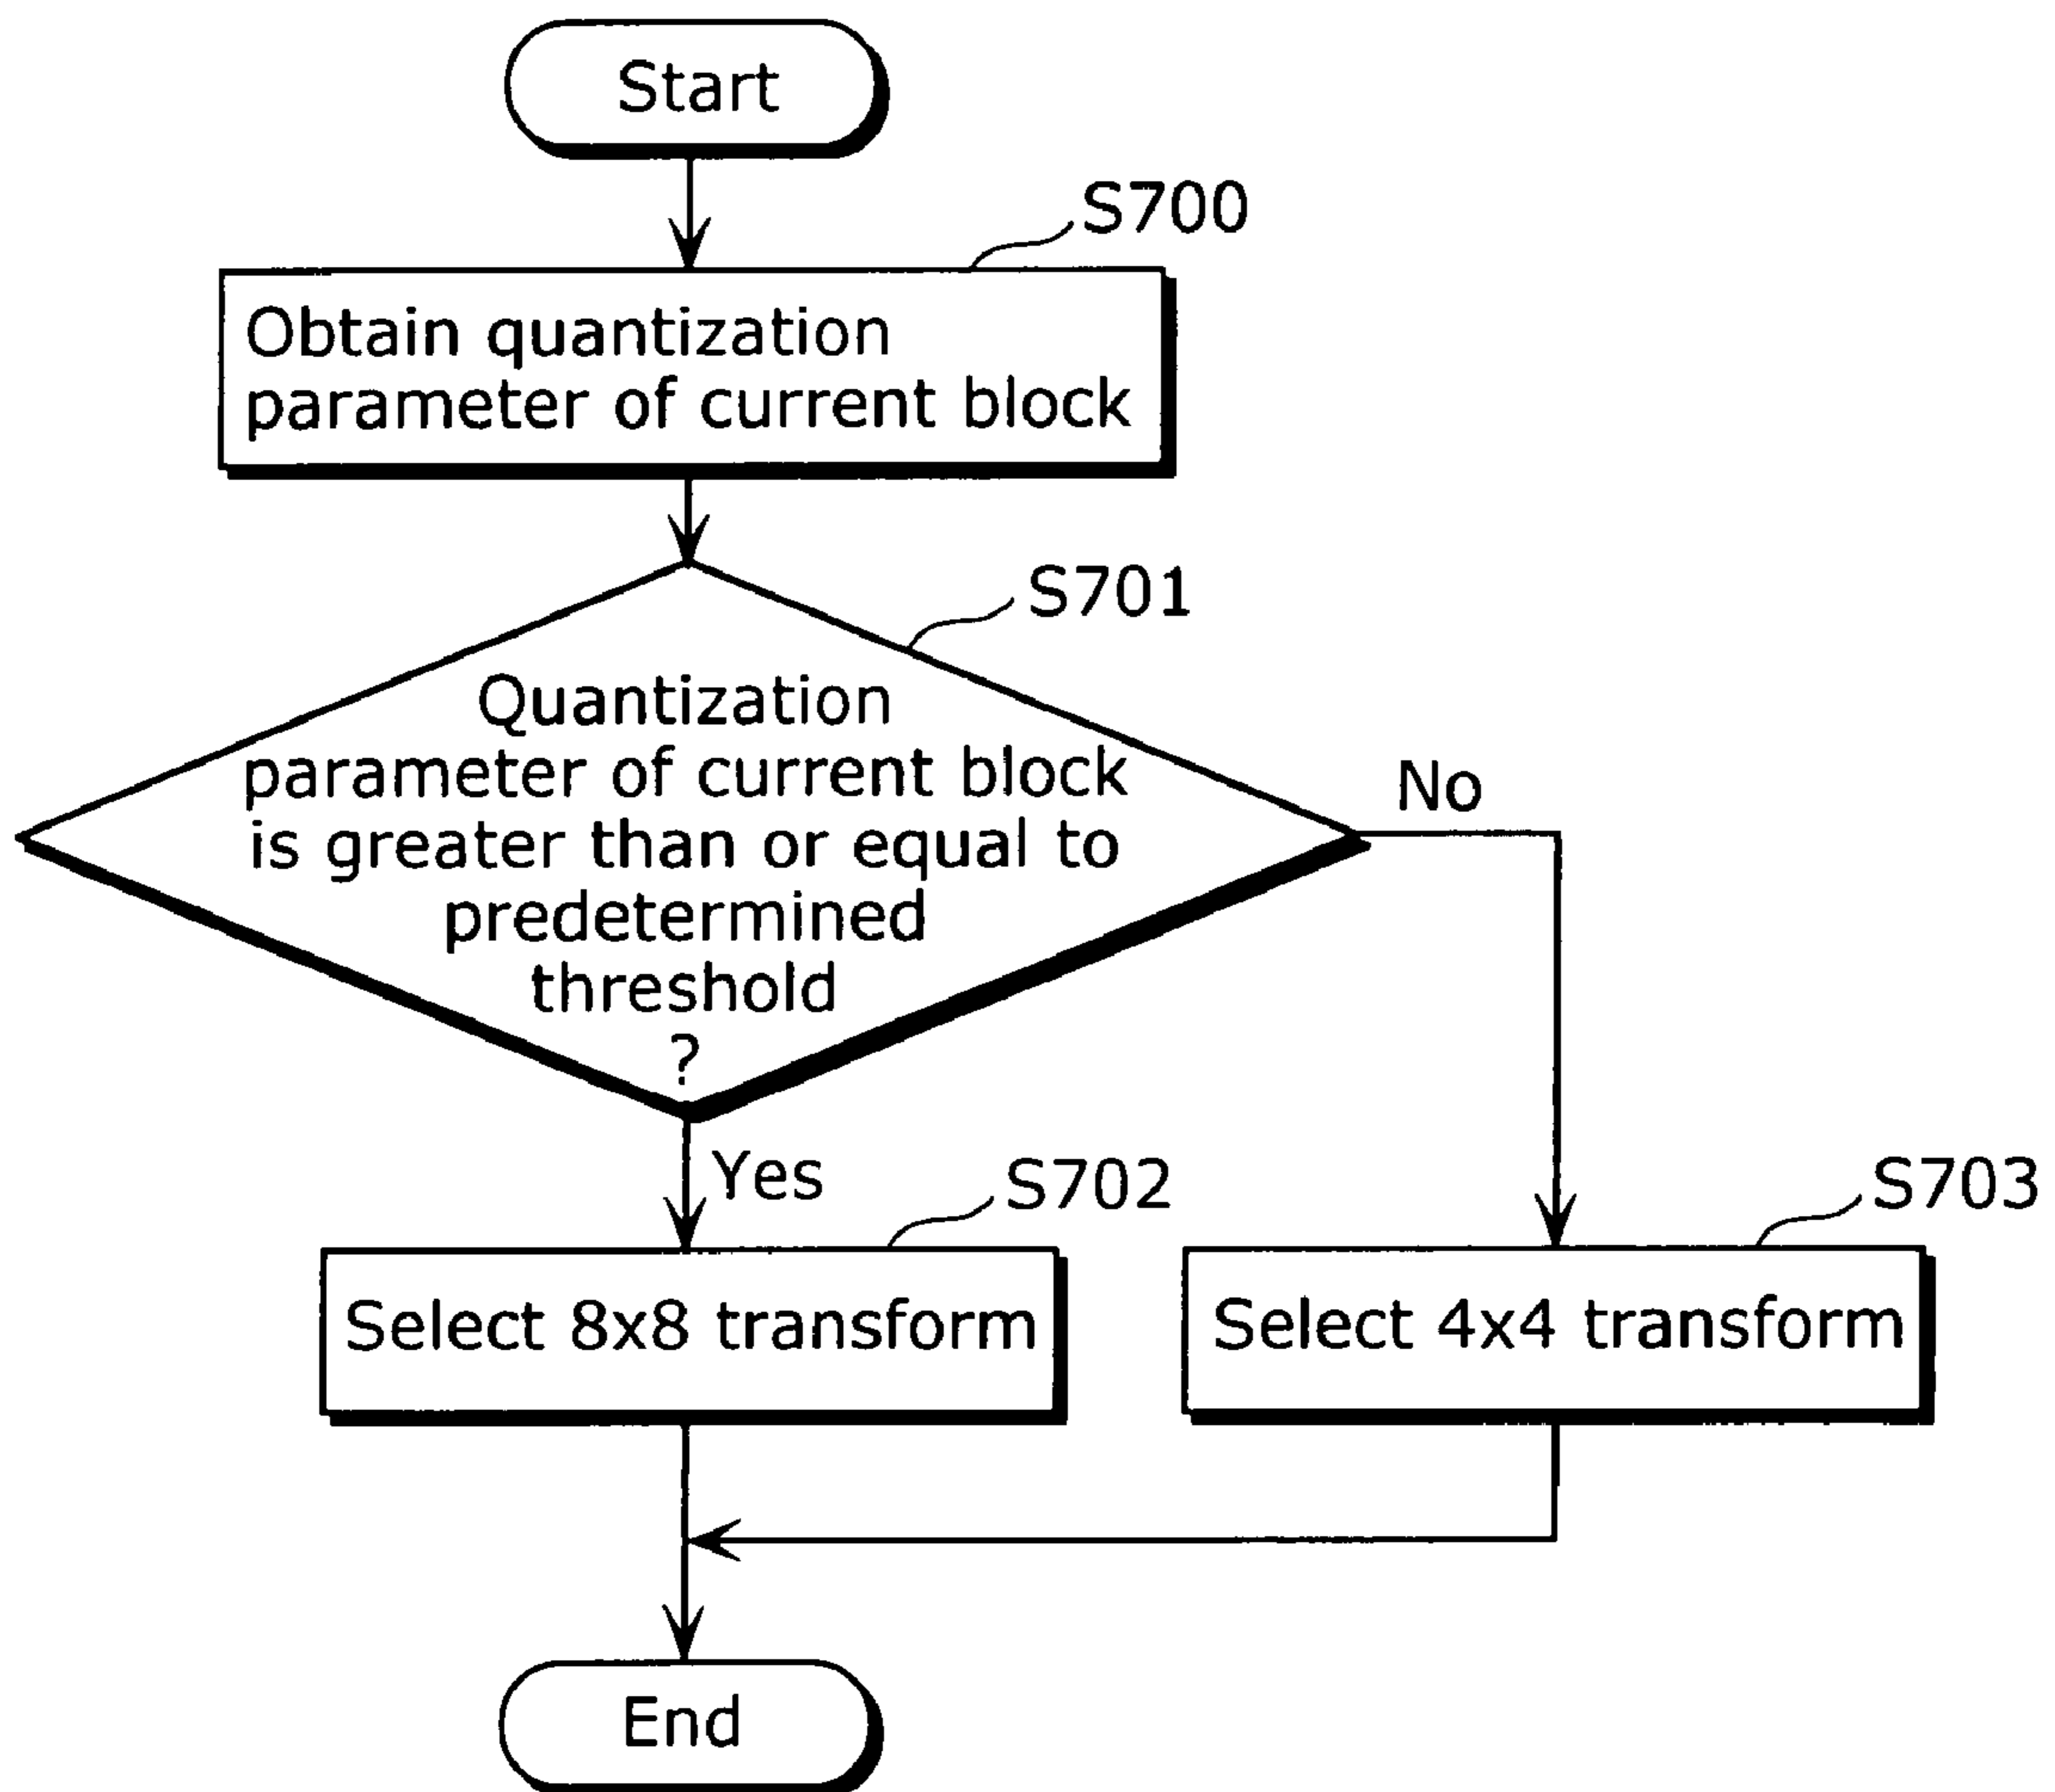 Start
S700
Obtain quantization
parameter of current block
S701
Quantization
parameter of current block
is greater than or equal to
predetermined
threshold
?
No
Yes
S702
S703
Select 8x8 transform
Select 4x4 transform
End